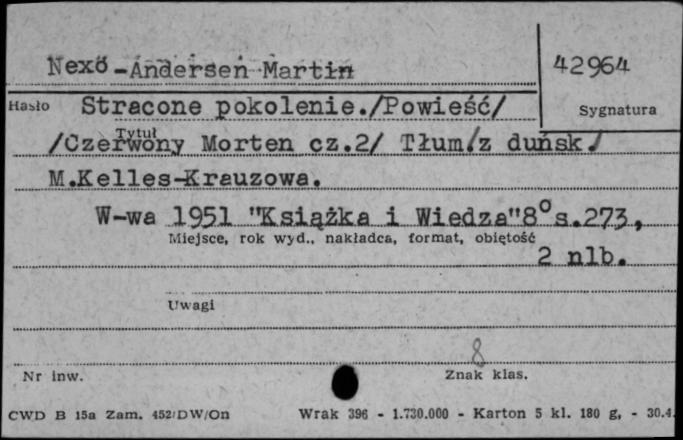 Nexö-Andersen Martin
42964
Hasło Stracone pokolenie./Powieść/
Sygnatura
Tytuł
/Czerwony Morten cz.2/ Tłum/z duńsk/
M.Kelles-Krauzowa.
W-wa 1951 "Książka i Wiedza"8° s.273,
Miejsce, rok wyd., nakładca, format, objętość
2 nlb.
Uwagi
8
Nr inw.
Znak klas.
CWD B 15a Zam. 452/DW/On Wrak 396 - 1.730.000 - Karton 5 kl. 180 g, - 30.4